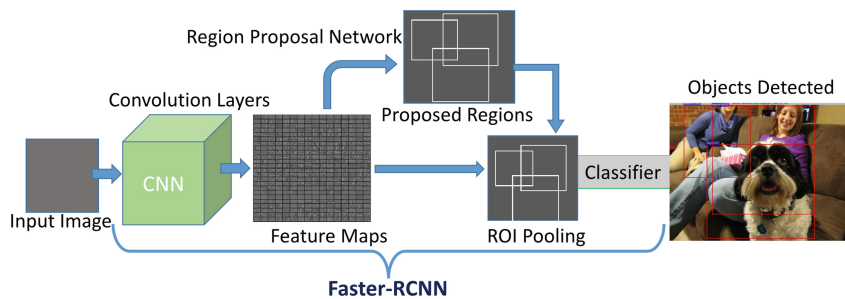 Region Proposal Network
Objects Detected
Convolution Layers
Proposed Regions
CNN
Classifier
Input Image
Feature Maps
ROI Pooling
Faster-RCNN